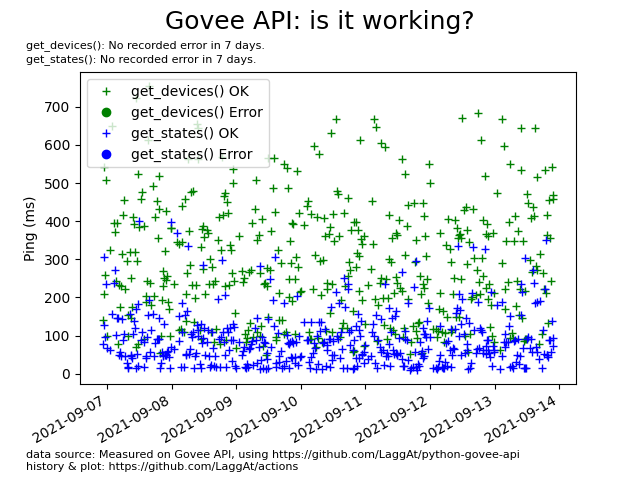 Govee API: is it working?
get_devices(): No recorded error in 7 days.
get_states(): No recorded error in 7 days.
get_devices() OK
get_devices() Error
get_states() OK
get_states() Error
Ping (ms)
700
600
500
400
300
200
100
0
2021-09-07
2021-09-08
2021-09-09
2021-09-10
2021-09-11
2021-09-12
2021-09-13
2021-09-14
data source: Measured on Govee API, using https://github.com/LaggAt/python-govee-api
history & plot: https://github.com/LaggAt/actions